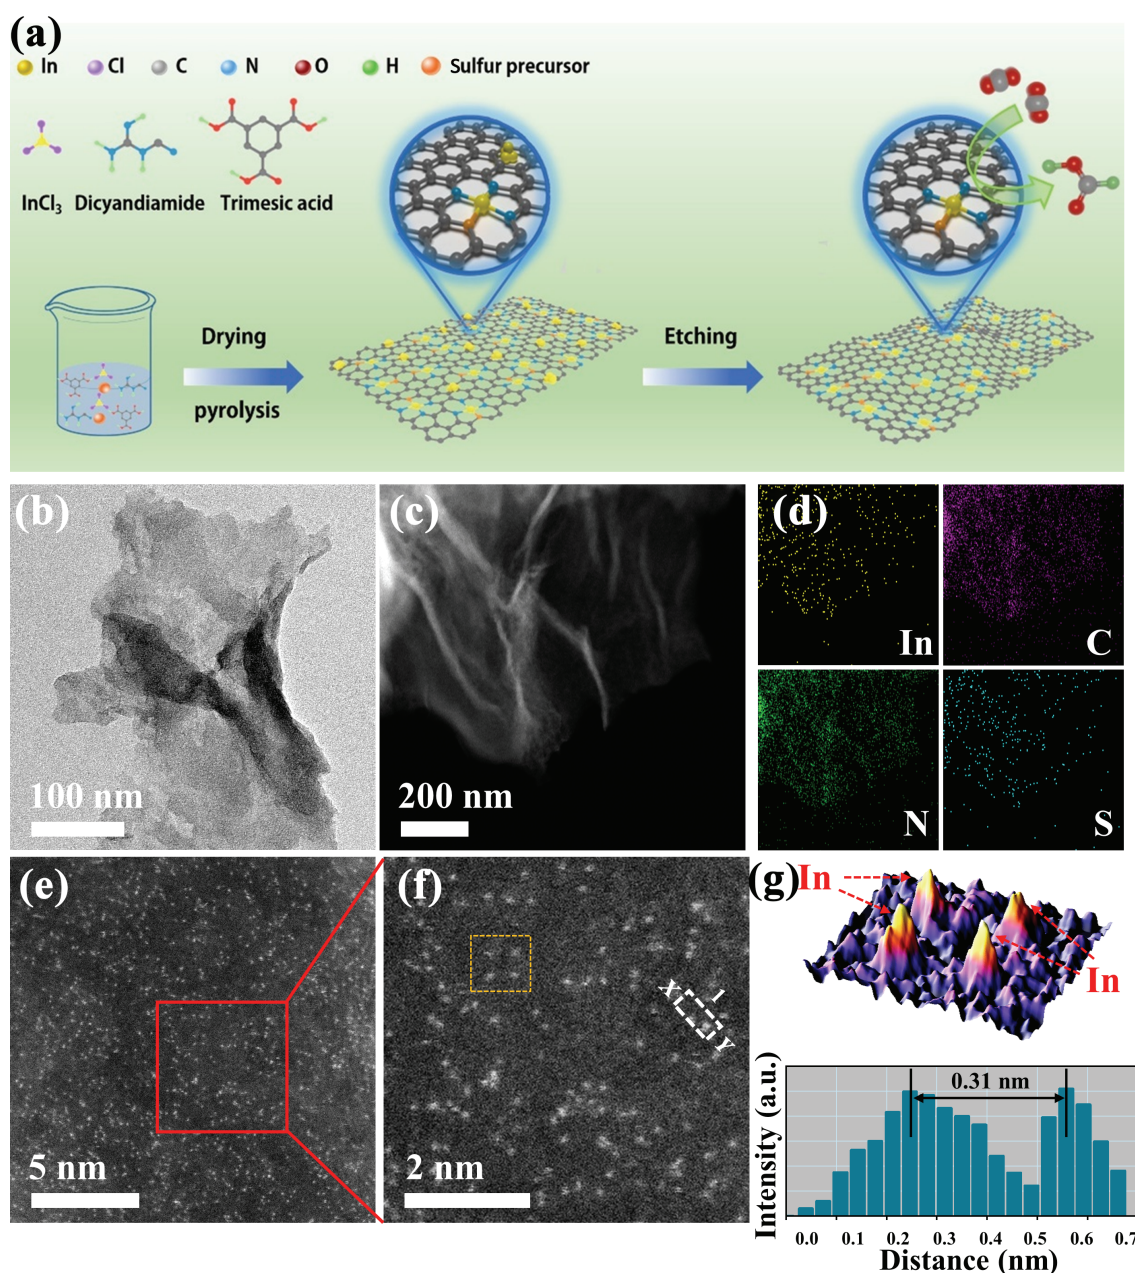 (a)
In Cl C N O H Sulfur precursor
InCl₃ Dicyandiamide Trimesic acid
Drying
pyrolysis
Etching
(b)
100 nm
(c)
200 nm
(d)
In
C
N
S
(e)
5 nm
(f)
1
X
Y
2 nm
(g)
In
In
0.31 nm
Intensity (a.u.)
0.0 0.1 0.2 0.3 0.4 0.5 0.6 0.7
Distance (nm)